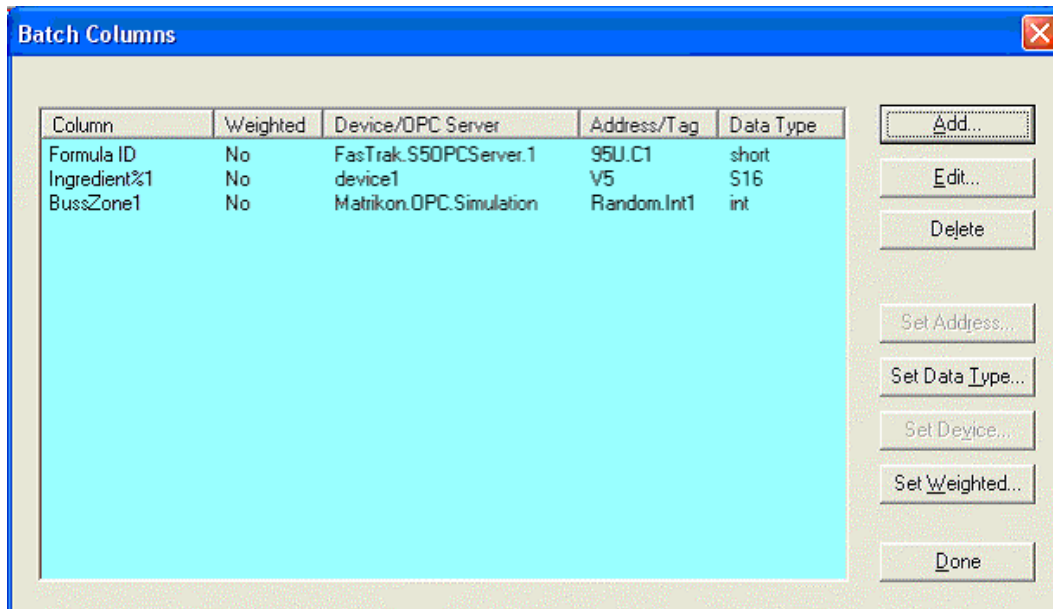 Batch Columns
Column Weighted Device/OPC Server Address/Tag Data Type
Formula ID No FasTrak.S5OPCServer.1 95U.C1 short
Ingredient%1 No device1 V5 S16
BussZone1 No Matrikon.OPC.Simulation Random.Int1 int
Add...
Edit...
Delete
Set Address...
Set Data Type...
Set Device...
Set Weighted...
Done